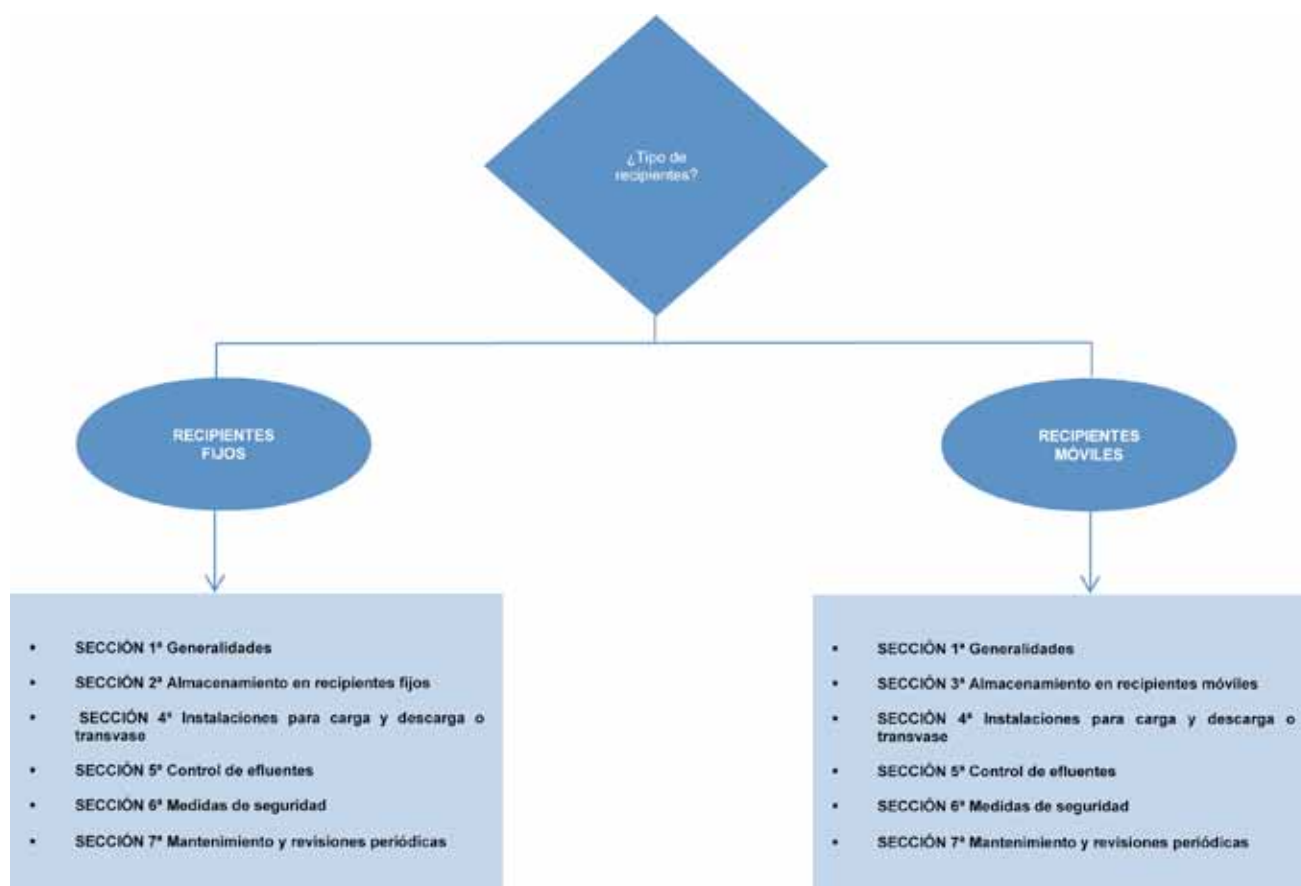 ¿Tipo de
recipientes?
RECIPIENTES
FIJOS
RECIPIENTES
MÓVILES
▪ SECCIÓN 1ª Generalidades
▪ SECCIÓN 2ª Almacenamiento en recipientes fijos
▪ SECCIÓN 4ª Instalaciones para carga y descarga o
transvase
▪ SECCIÓN 5ª Control de efluentes
▪ SECCIÓN 6ª Medidas de seguridad
▪ SECCIÓN 7ª Mantenimiento y revisiones periódicas
▪ SECCIÓN 1ª Generalidades
▪ SECCIÓN 3ª Almacenamiento en recipientes móviles
▪ SECCIÓN 4ª Instalaciones para carga y descarga o
transvase
▪ SECCIÓN 5ª Control de efluentes
▪ SECCIÓN 6ª Medidas de seguridad
▪ SECCIÓN 7ª Mantenimiento y revisiones periódicas